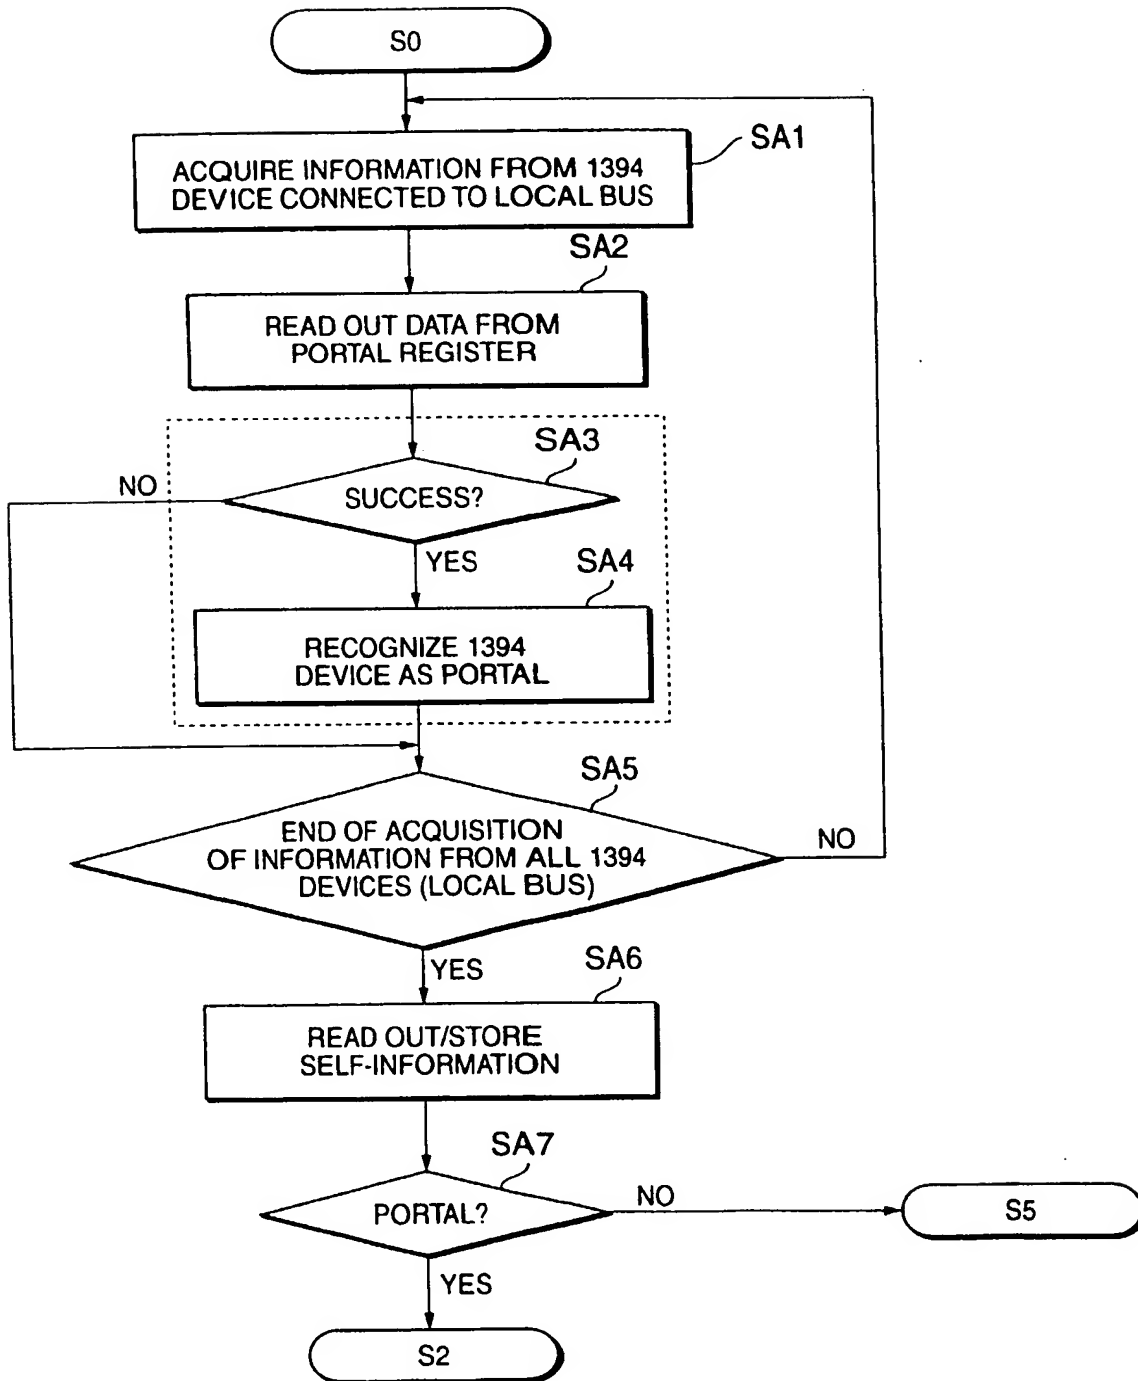 S0
SA1
ACQUIRE INFORMATION FROM 1394
DEVICE CONNECTED TO LOCAL BUS
SA2
READ OUT DATA FROM
PORTAL REGISTER
SA3
NO
SUCCESS?
YES
SA4
RECOGNIZE 1394
DEVICE AS PORTAL
SA5
END OF ACQUISITION
OF INFORMATION FROM ALL 1394
DEVICES (LOCAL BUS)
NO
YES
SA6
READ OUT/STORE
SELF-INFORMATION
SA7
PORTAL?
NO
S5
YES
S2